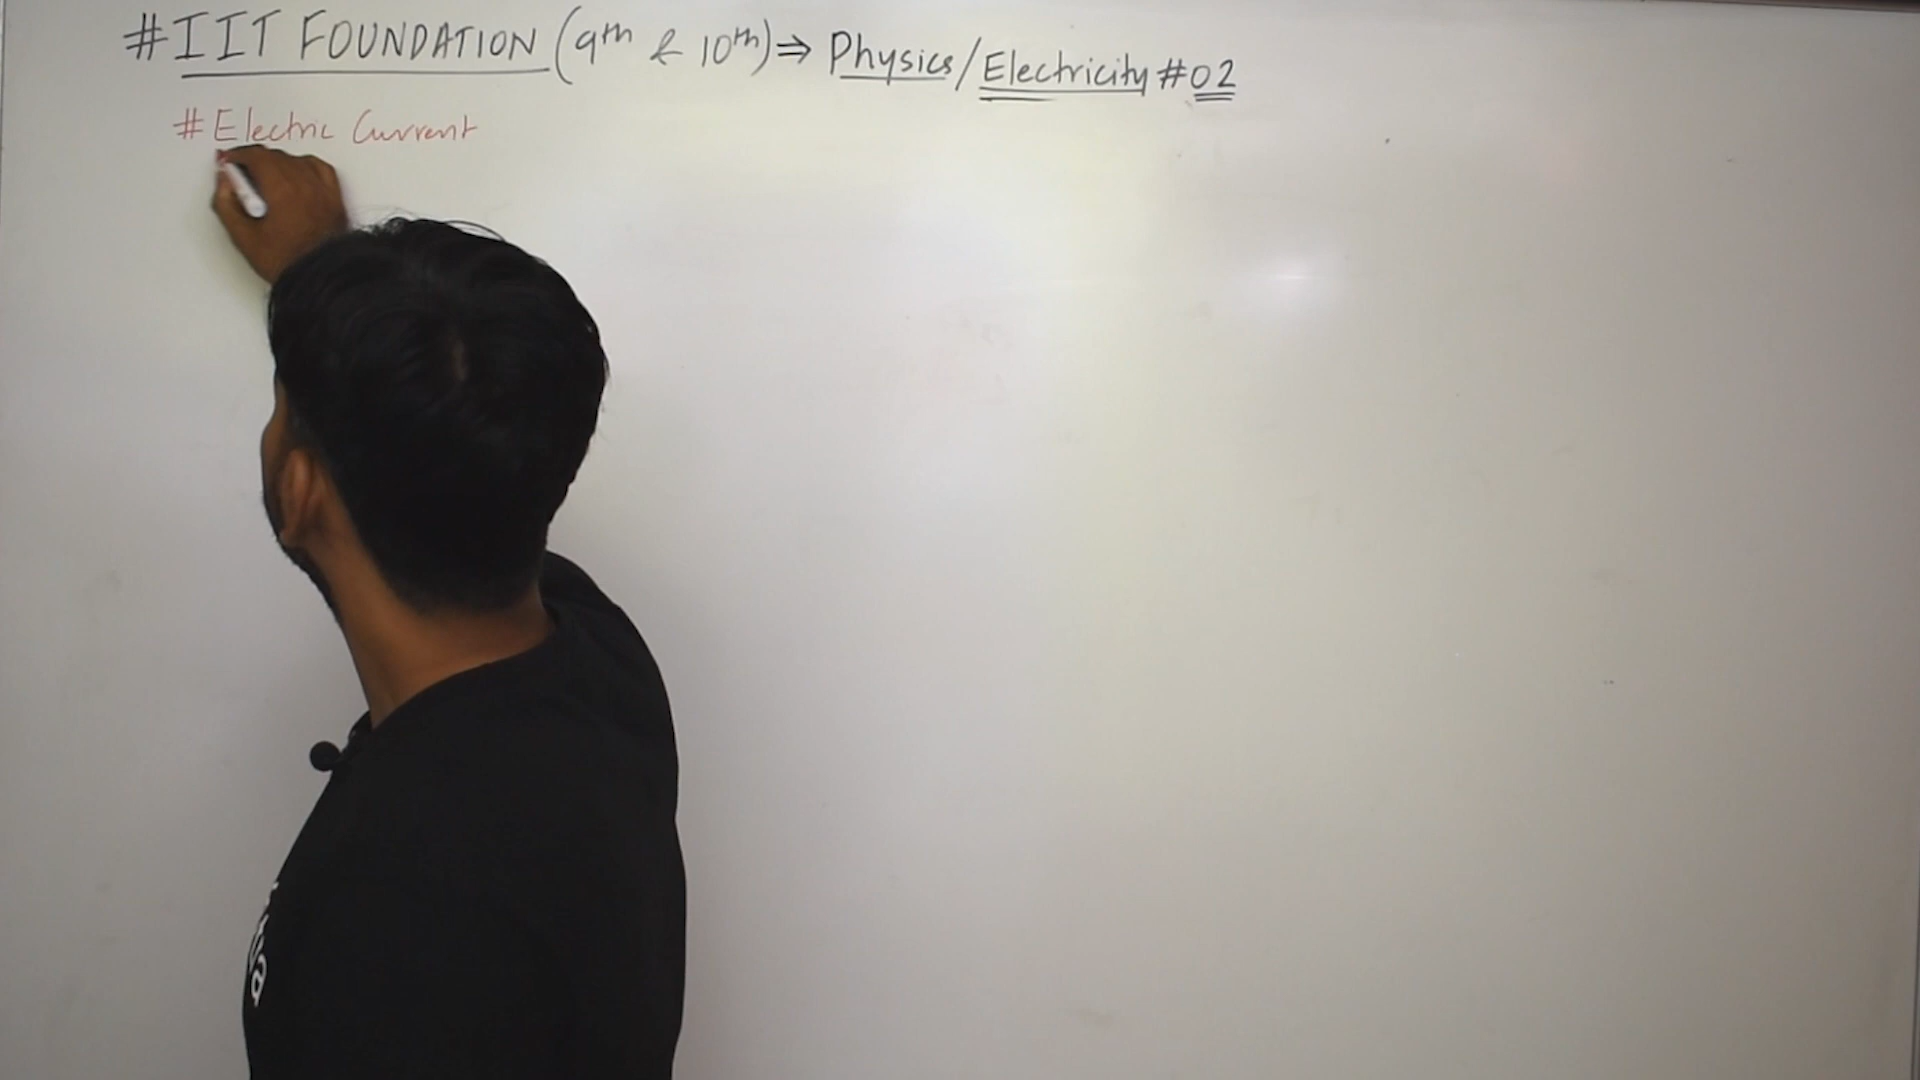 #IIT FOUNDATION (9th & 10th) ⇒ Physics/Electricity #02
#Electric Current